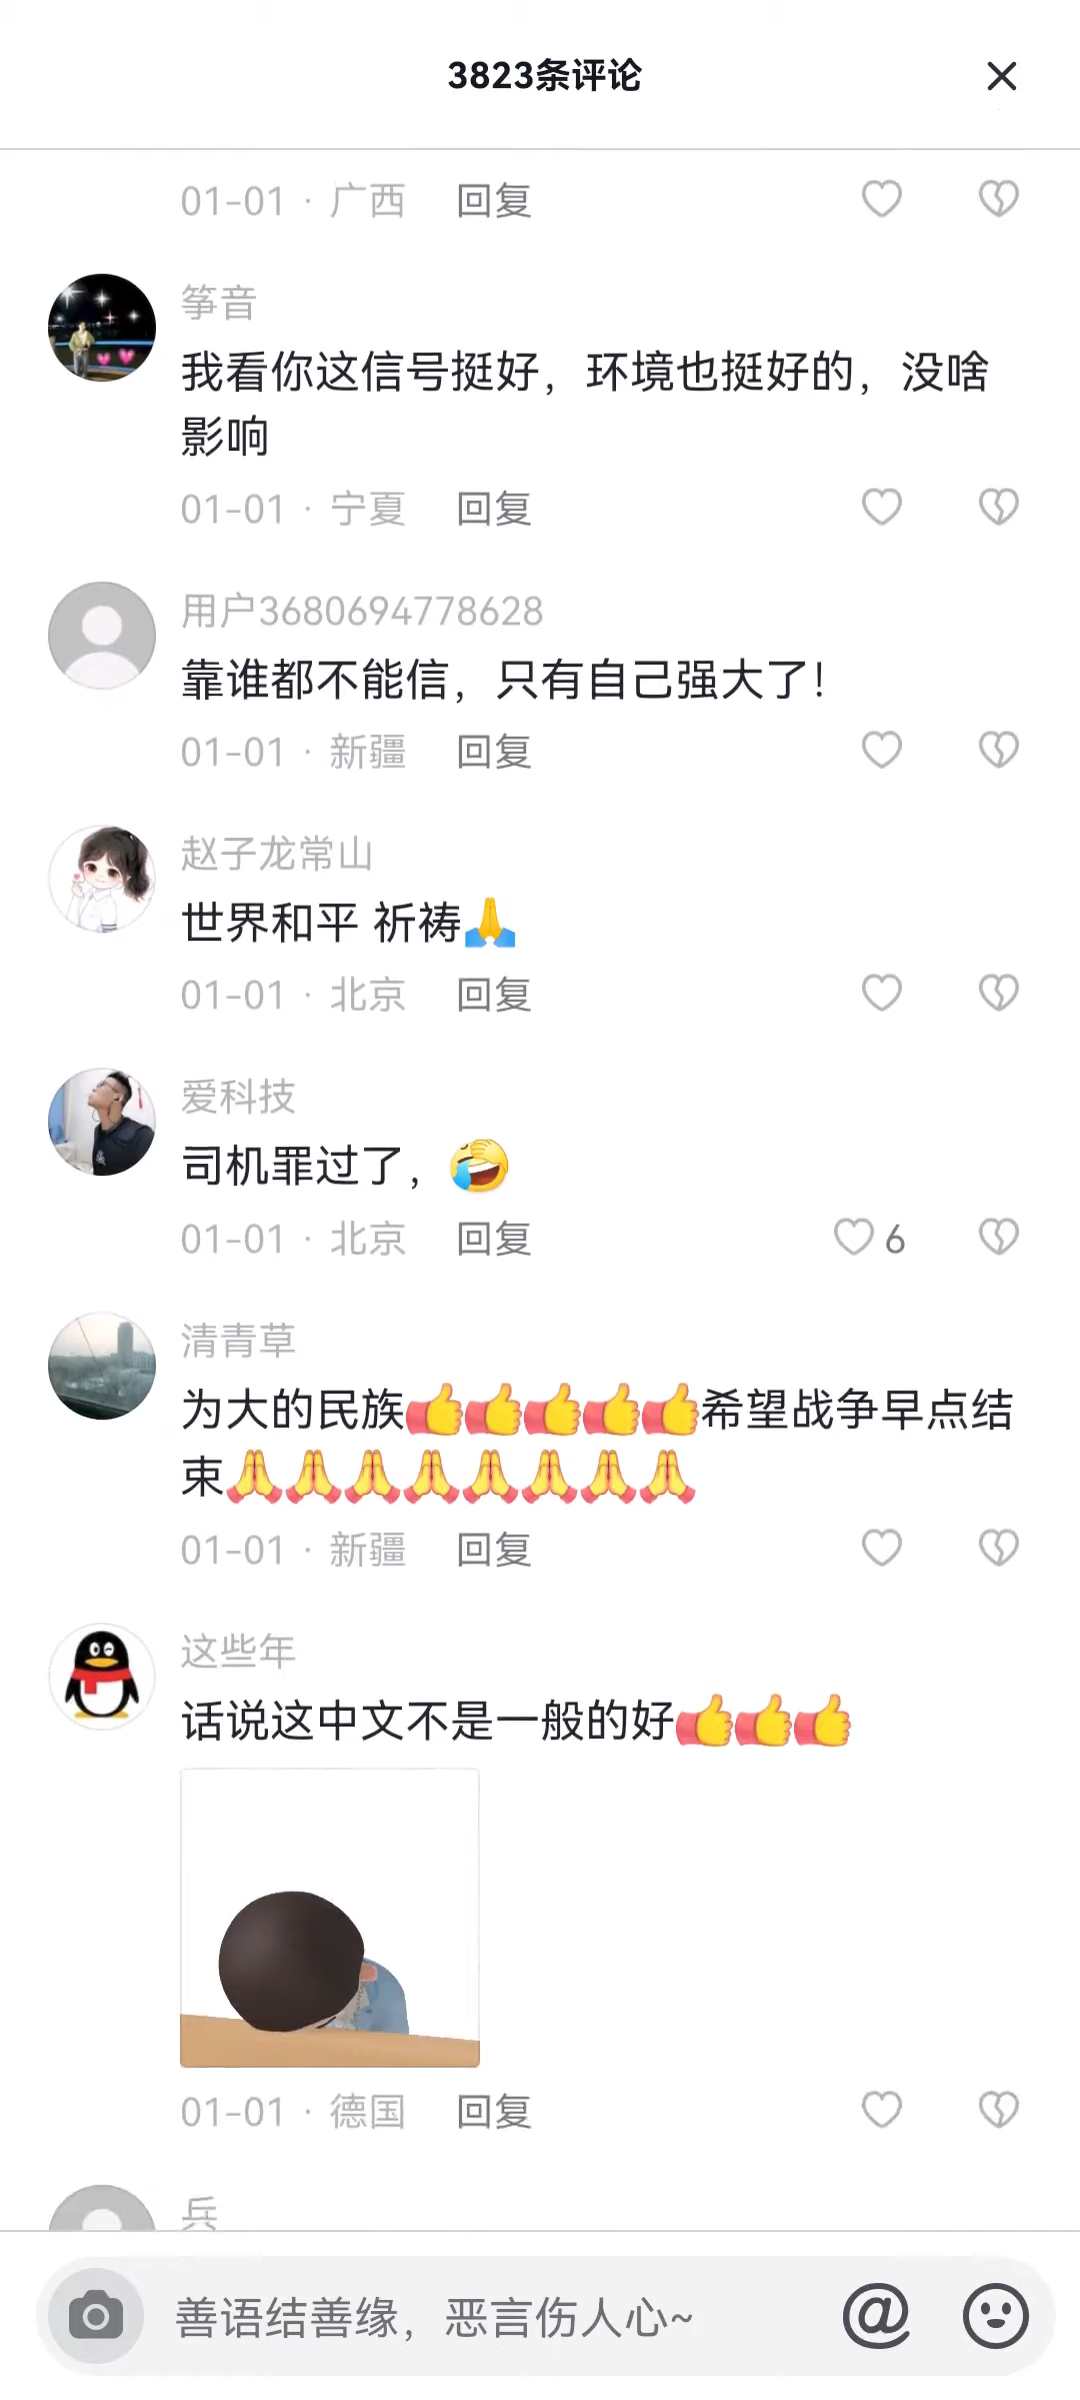 3823条评论
01-01 · 广西 回复
筝音
我看你这信号挺好，环境也挺好的，没啥
影响
01-01 · 宁夏 回复
用户3680694778628
靠谁都不能信，只有自己强大了！
01-01 · 新疆 回复
赵子龙常山
世界和平 祈祷🙏
01-01 · 北京 回复
爱科技
司机罪过了，
01-01 · 北京 回复 6
清青草
为大的民族👍👍👍👍👍希望战争早点结
束🙏🙏🙏🙏🙏🙏🙏🙏
01-01 · 新疆 回复
这些年
话说这中文不是一般的好👍👍👍
01-01 · 德国 回复
兵
善语结善缘，恶言伤人心~